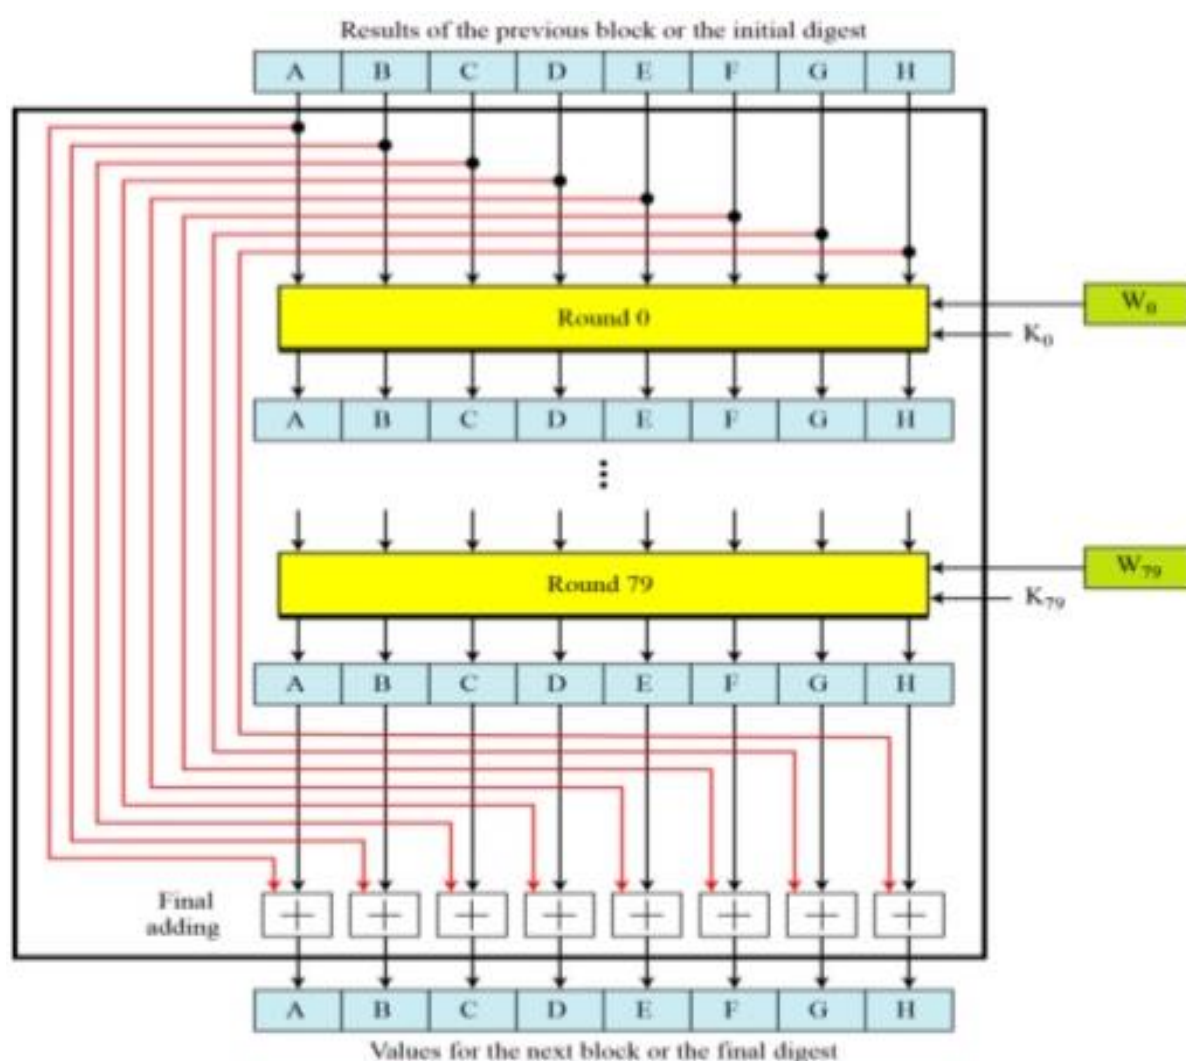 Results of the previous block or the initial digest
A B C D E F G H
Round 0
W₀
K₀
A B C D E F G H
Round 79
W₇₉
K₇₉
A B C D E F G H
Final
adding
+ + + + + + + +
A B C D E F G H
Values for the next block or the final digest